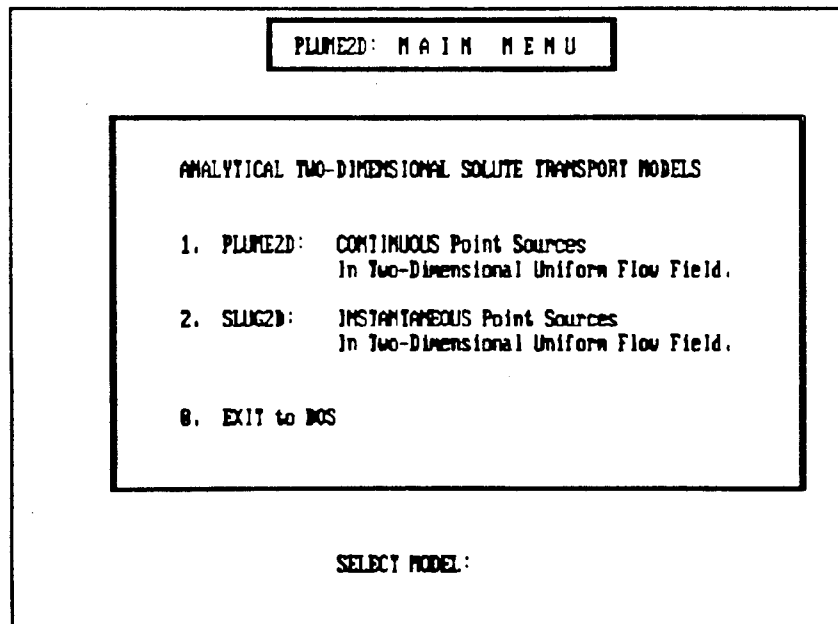 PLUME2D: M A I N   M E N U
ANALYTICAL TWO-DIMENSIONAL SOLUTE TRANSPORT MODELS
1. PLUME2D: CONTINUOUS Point Sources
In Two-Dimensional Uniform Flow Field.
2. SLUG2D: INSTANTANEOUS Point Sources
In Two-Dimensional Uniform Flow Field.
0. EXIT to DOS
SELECT MODEL: